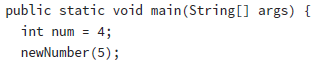 public static void main(String[] args) {
  int num = 4;
  newNumber(5);